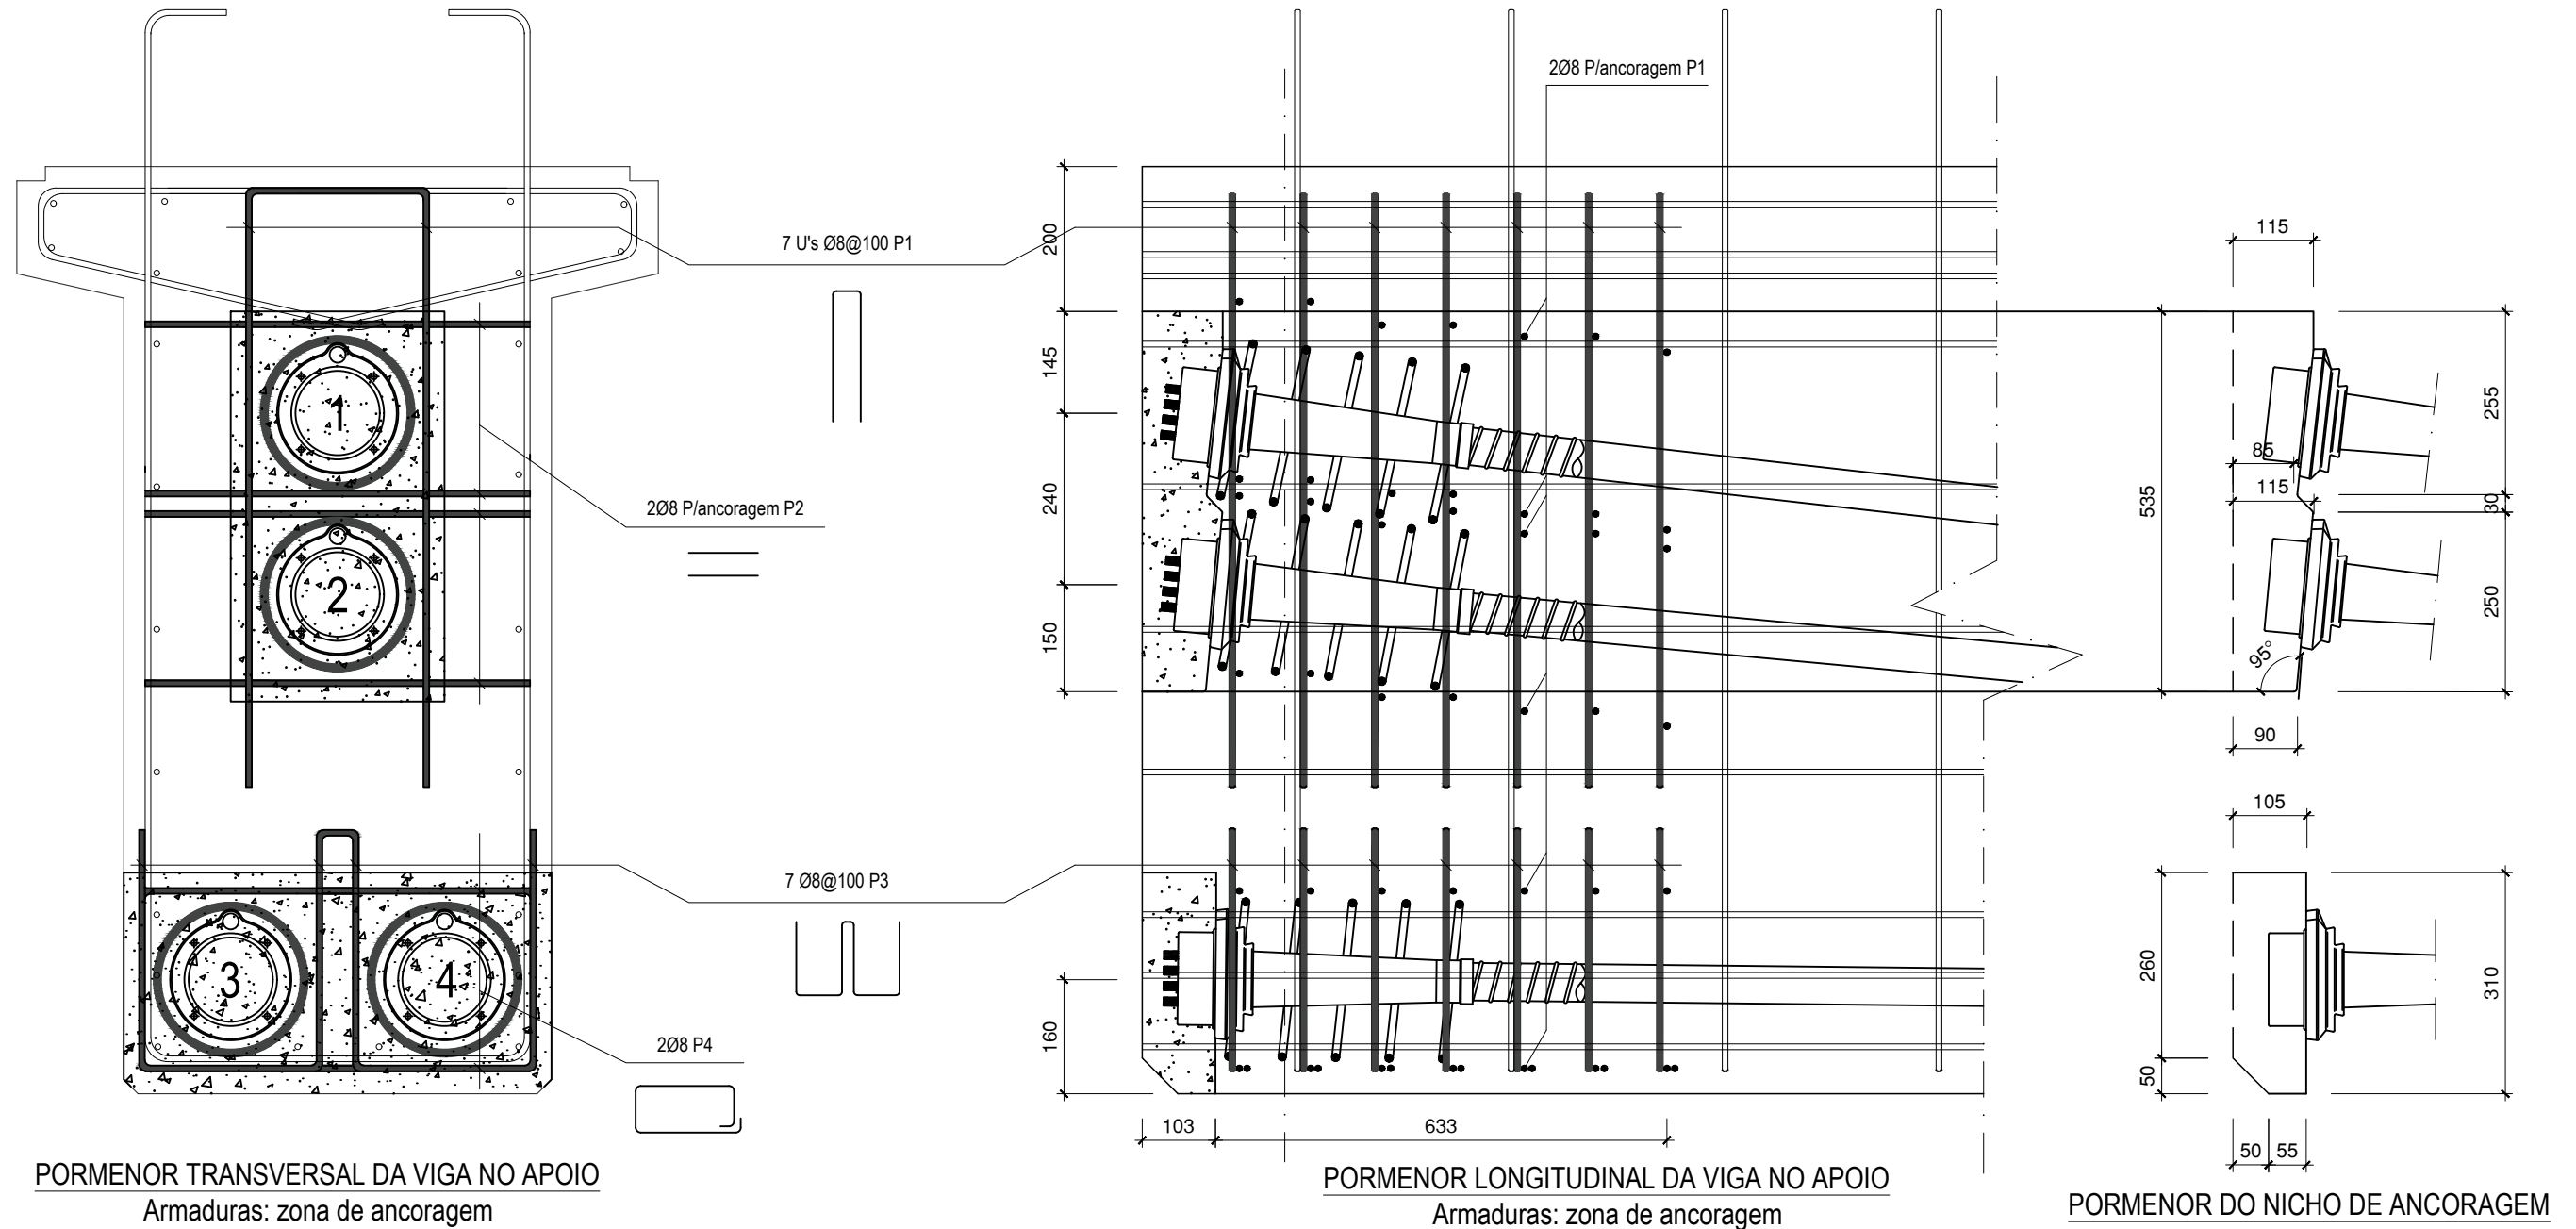 2Ø8 P/ancoragem P1
7 U's Ø8@100 P1
2Ø8 P/ancoragem P2
7 Ø8@100 P3
2Ø8 P4
1
2
3
4
200
145
240
150
160
103
633
535
115
85
115
255
30
250
95°
90
105
260
50
310
50
55
PORMENOR TRANSVERSAL DA VIGA NO APOIO
Armaduras: zona de ancoragem
PORMENOR LONGITUDINAL DA VIGA NO APOIO
Armaduras: zona de ancoragem
PORMENOR DO NICHO DE ANCORAGEM